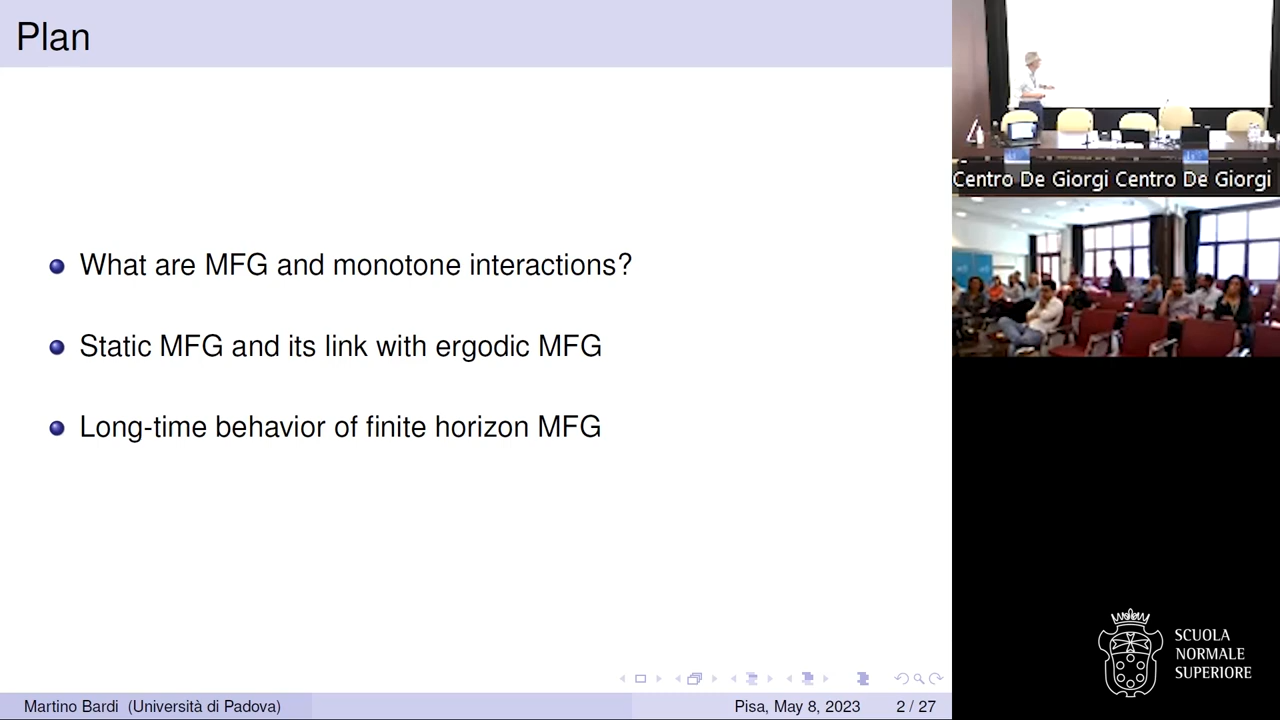 Plan
What are MFG and monotone interactions?
Static MFG and its link with ergodic MFG
Long-time behavior of finite horizon MFG
Martino Bardi (Università di Padova)
Pisa, May 8, 2023
2 / 27
Centro De Giorgi Centro De Giorgi
SCUOLA
NORMALE
SUPERIORE